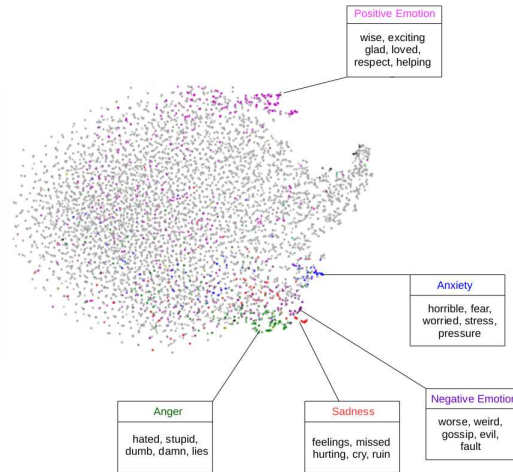 Positive Emotion
wise, exciting
glad, loved,
respect, helping
Anxiety
horrible, fear,
worried, stress,
pressure
Negative Emotion
worse, weird,
gossip, evil,
fault
Anger
hated, stupid,
dumb, damn, lies
Sadness
feelings, missed
hurting, cry, ruin